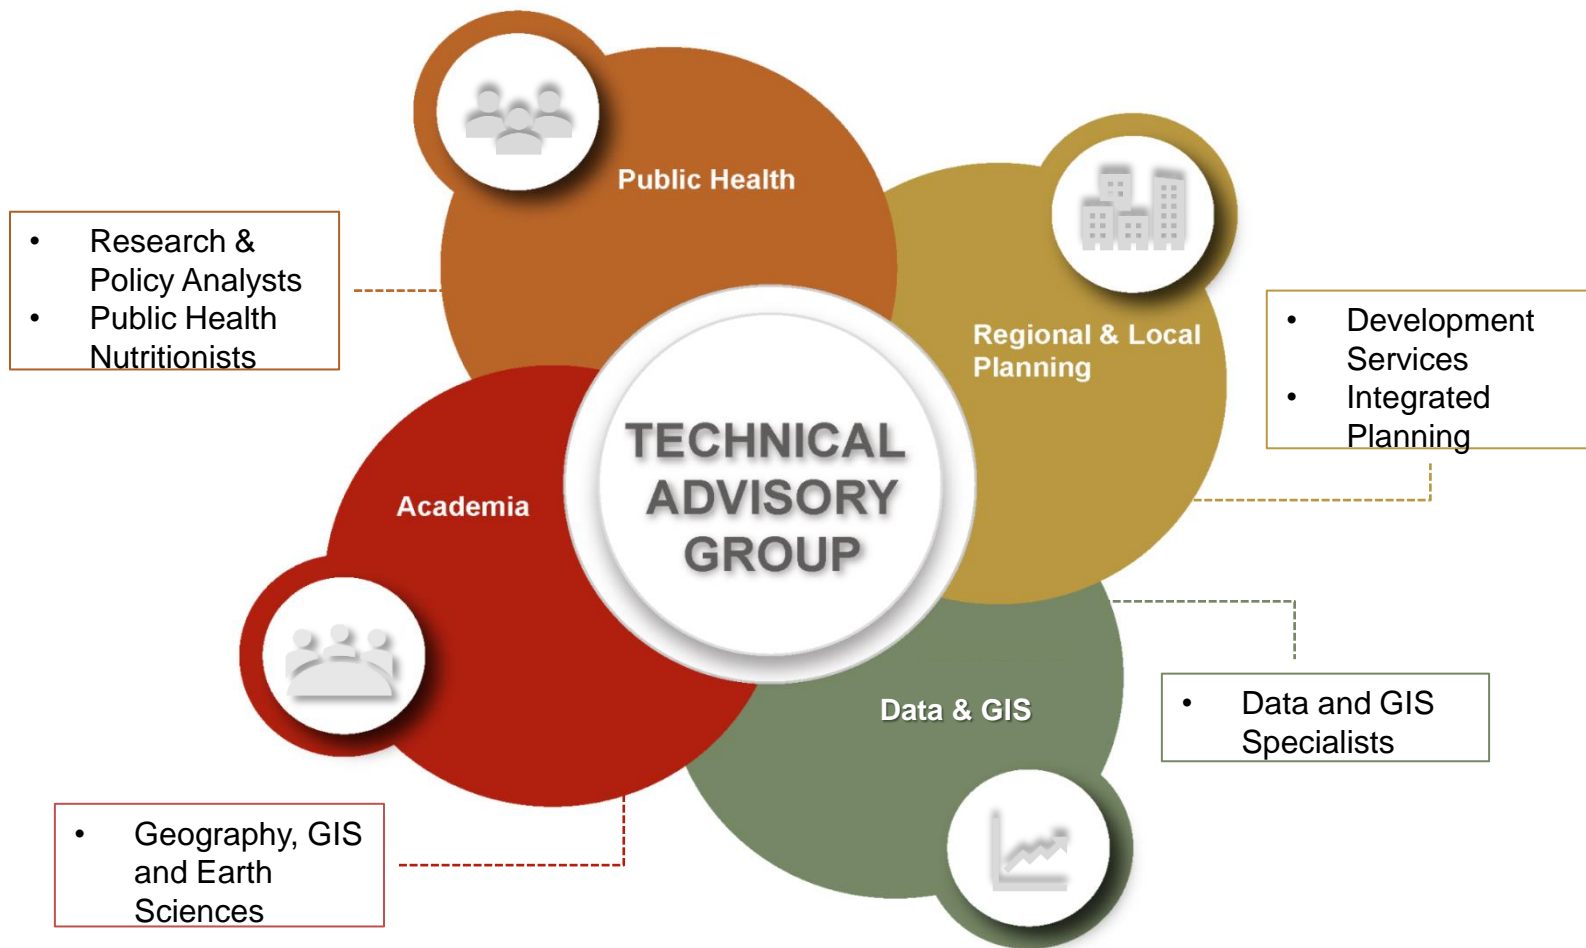 Public Health
• Research &
Policy Analysts
• Public Health
Nutritionists
Regional & Local
Planning
• Development
Services
• Integrated
Planning
TECHNICAL
ADVISORY
GROUP
Academia
Data & GIS
• Data and GIS
Specialists
• Geography, GIS
and Earth
Sciences